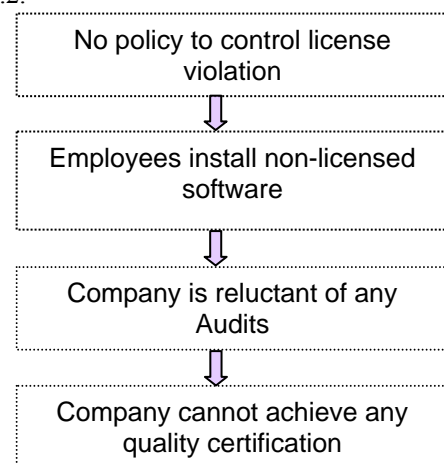 .2.
No policy to control license
violation
Employees install non-licensed
software
Company is reluctant of any
Audits
Company cannot achieve any
quality certification